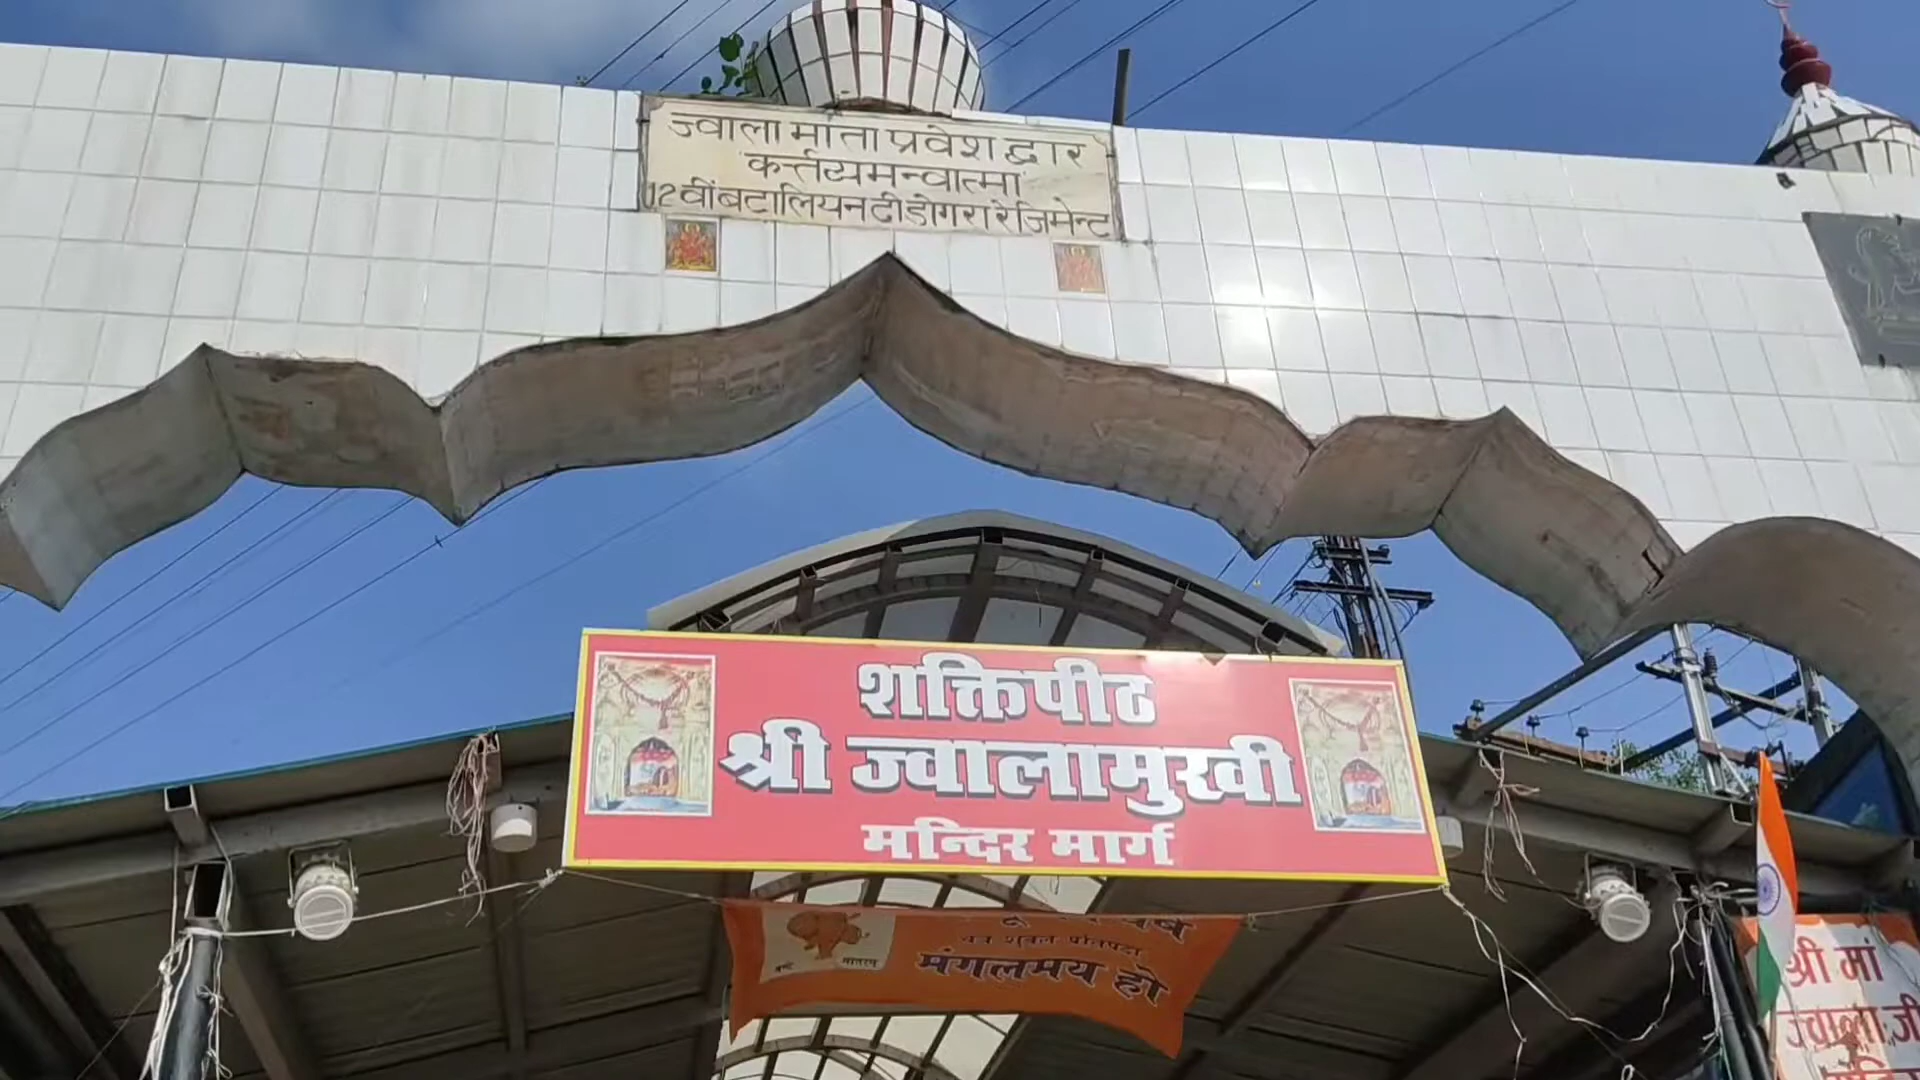 ज्वाला माता प्रवेश द्वार
कर्त्तव्यमन्वात्मा
12वीं बटालियन दी डोगरा रेजिमेन्ट
शक्तिपीठ
श्री ज्वालामुखी
मन्दिर मार्ग
मंगलमय हो
श्री मां
ज्वाला जी